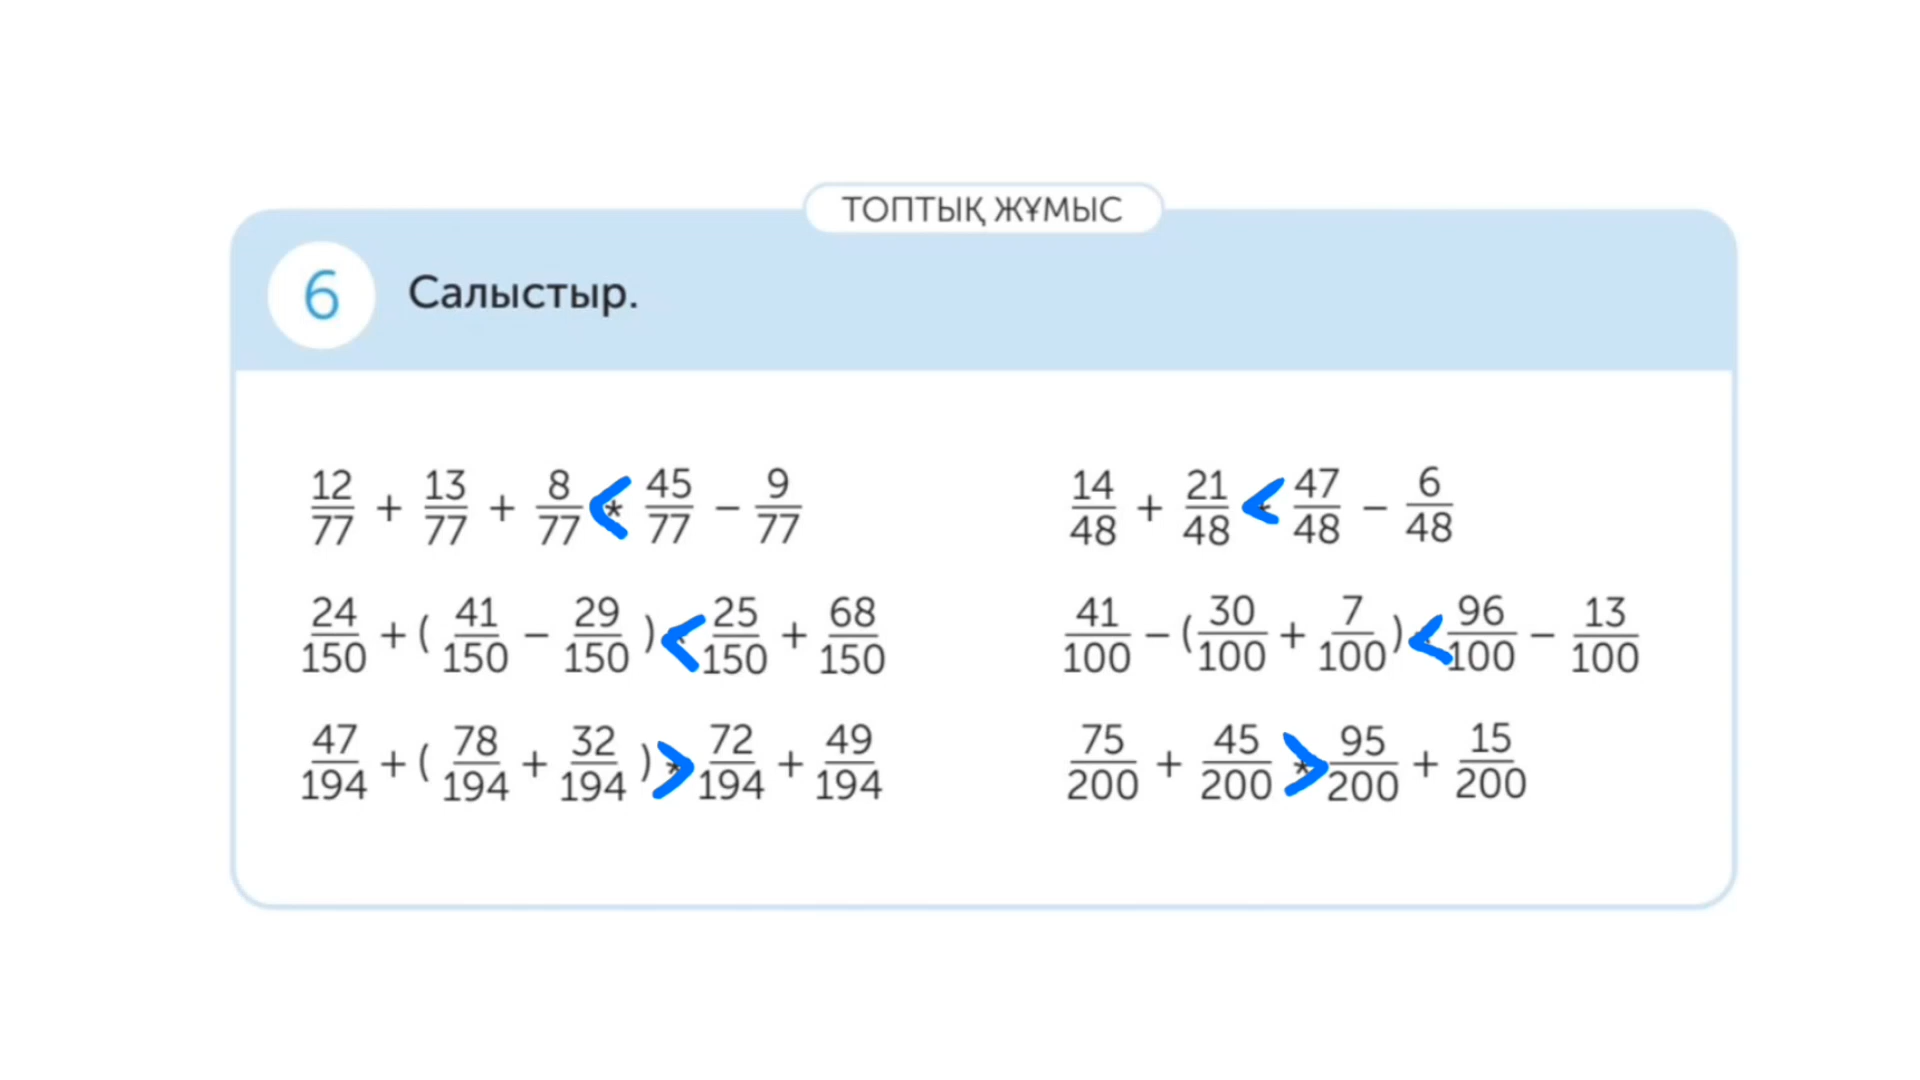 ТОПТЫҚ ЖҰМЫС
6 Салыстыр.
12/77 + 13/77 + 8/77 < * 45/77 − 9/77
14/48 + 21/48 < 47/48 − 6/48
24/150 + ( 41/150 − 29/150 ) < 25/150 + 68/150
41/100 − ( 30/100 + 7/100 ) < 96/100 − 13/100
47/194 + ( 78/194 + 32/194 ) > * 72/194 + 49/194
75/200 + 45/200 > * 95/200 + 15/200